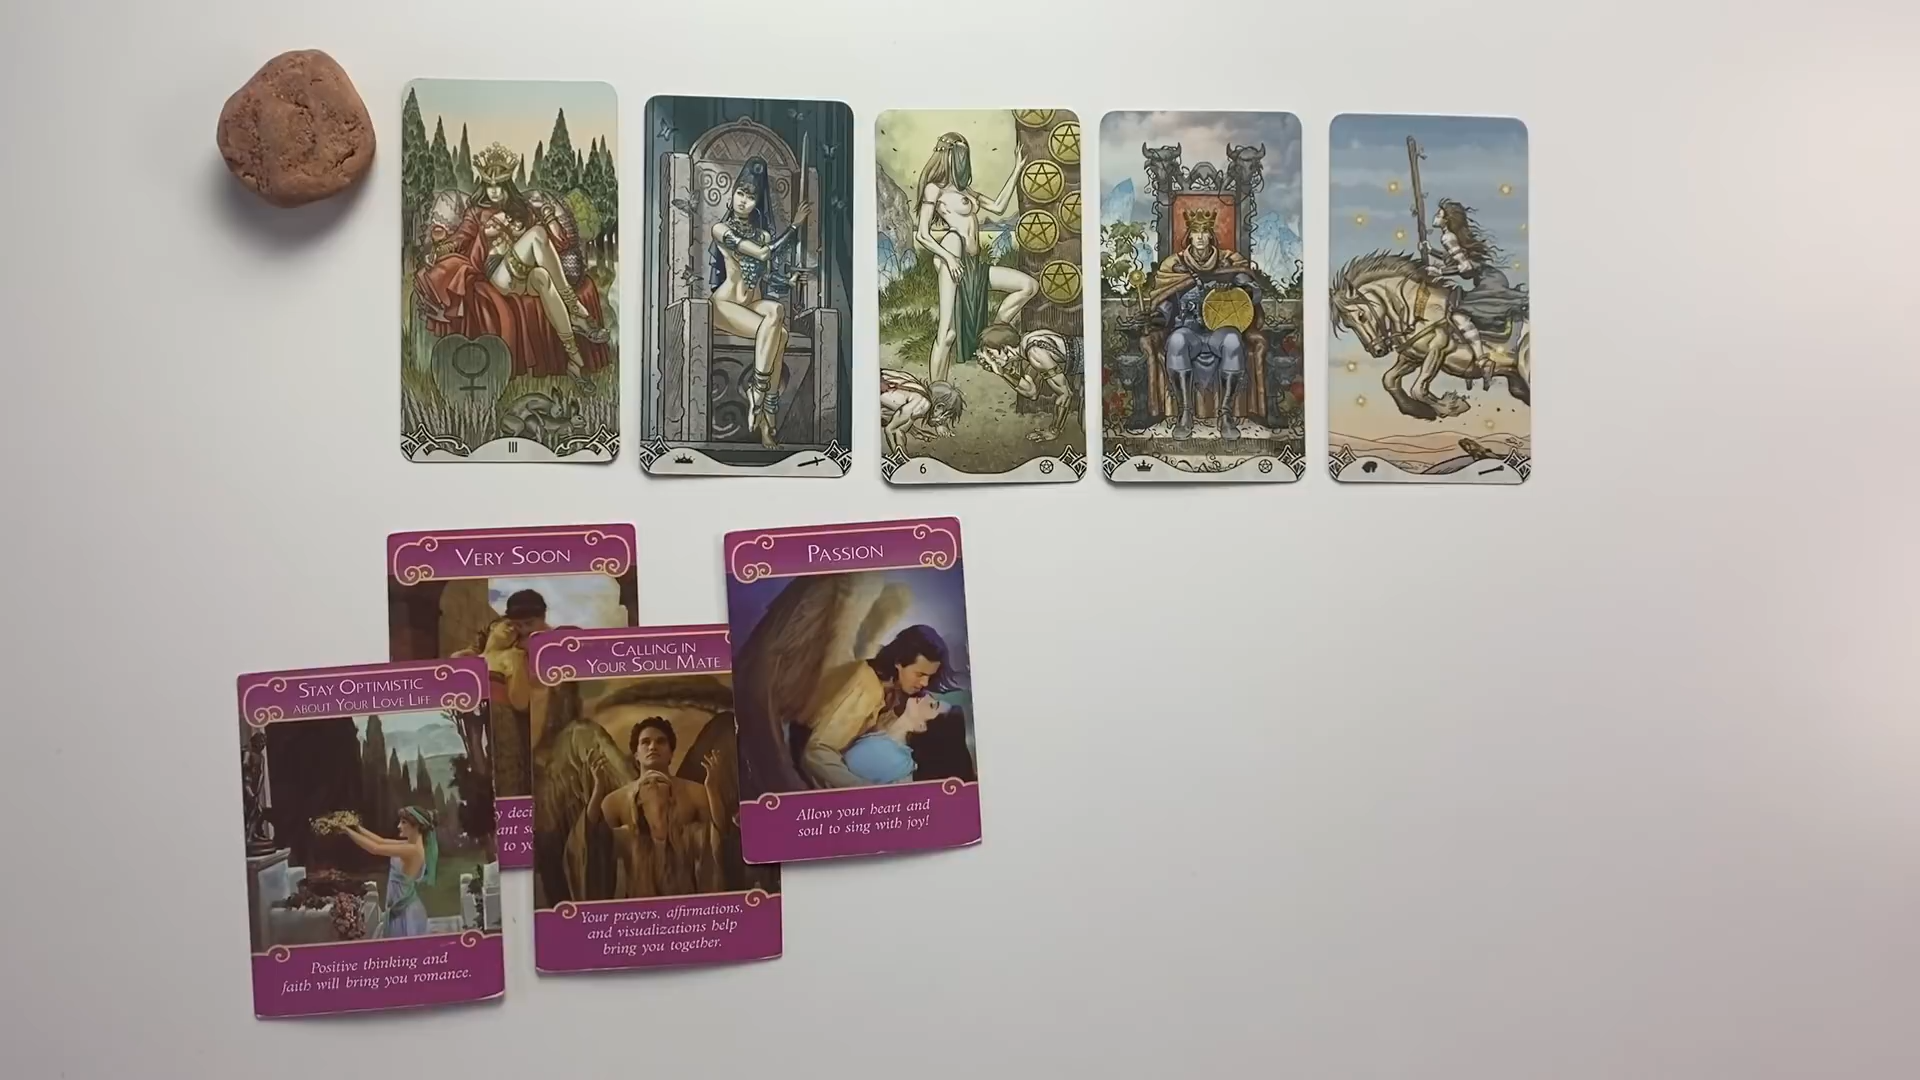 III
6
VERY SOON
to
PASSION
Allow your heart and
soul to sing with joy!
CALLING IN
YOUR SOUL MATE
Your prayers, affirmations,
and visualizations help
bring you together.
STAY OPTIMISTIC
ABOUT YOUR LOVE LIFE
Positive thinking and
faith will bring you romance.